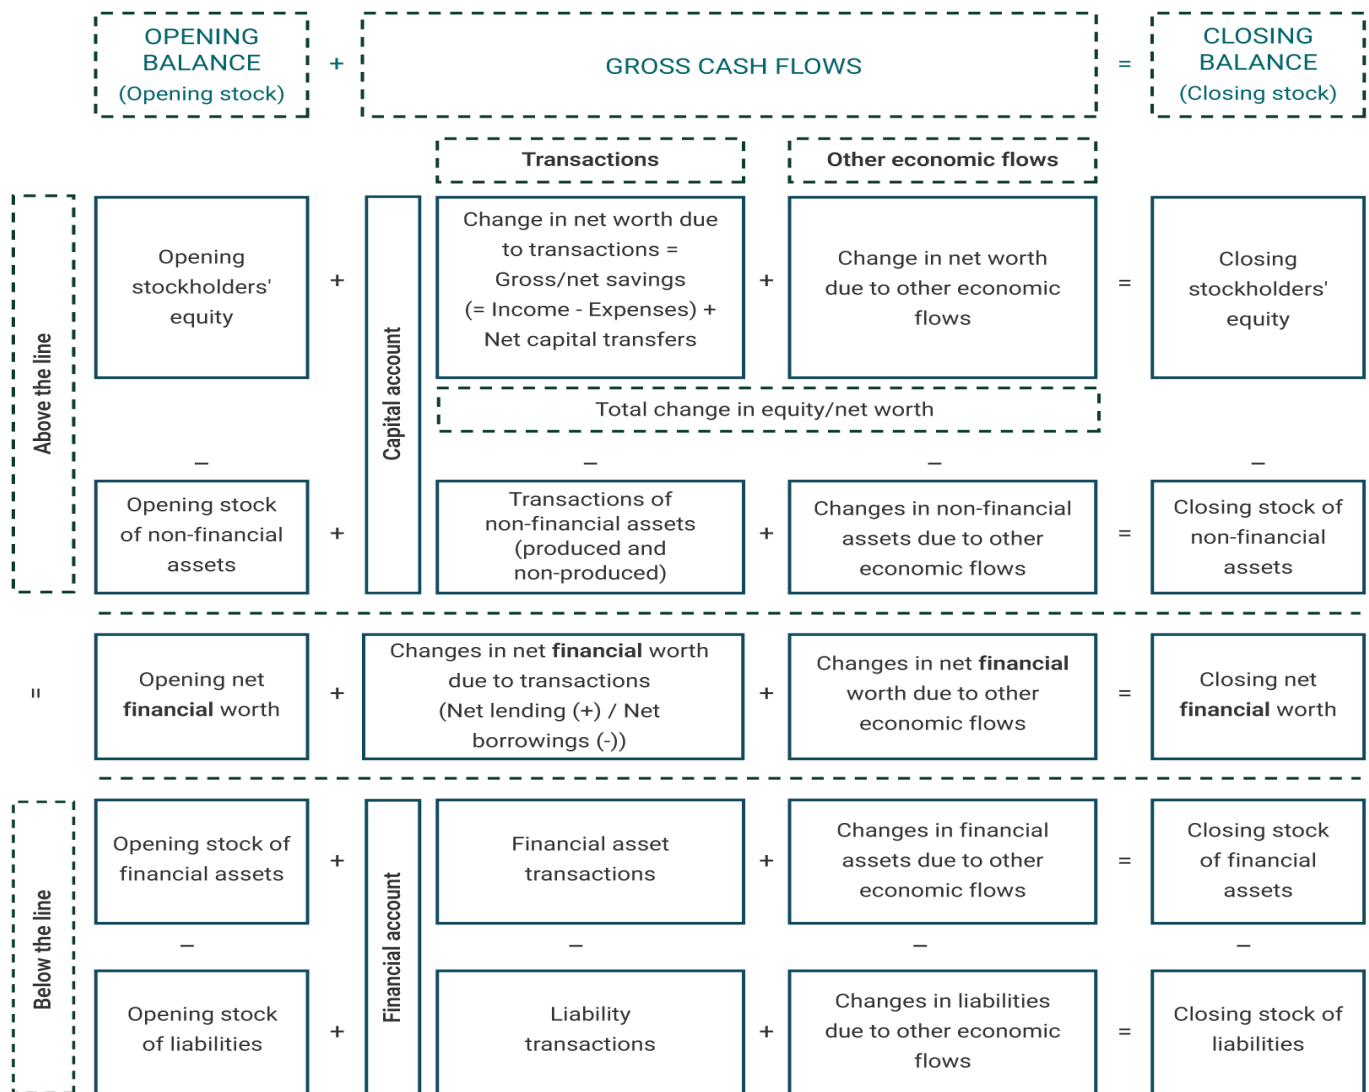 OPENING
BALANCE
(Opening stock)
+
GROSS CASH FLOWS
=
CLOSING
BALANCE
(Closing stock)
Transactions
Other economic flows
Above the line
Opening
stockholders'
equity
+
Capital account
Change in net worth due
to transactions =
Gross/net savings
(= Income - Expenses) +
Net capital transfers
+
Change in net worth
due to other economic
flows
=
Closing
stockholders'
equity
Total change in equity/net worth
–
–
–
–
Opening stock
of non-financial
assets
+
Transactions of
non-financial assets
(produced and
non-produced)
+
Changes in non-financial
assets due to other
economic flows
=
Closing stock of
non-financial
assets
=
Opening net
financial worth
+
Changes in net financial worth
due to transactions
(Net lending (+) / Net
borrowings (-))
+
Changes in net financial
worth due to other
economic flows
=
Closing net
financial worth
Below the line
Opening stock of
financial assets
+
Financial account
Financial asset
transactions
+
Changes in financial
assets due to other
economic flows
=
Closing stock
of financial
assets
–
–
–
–
Opening stock
of liabilities
+
Liability
transactions
+
Changes in liabilities
due to other economic
flows
=
Closing stock of
liabilities